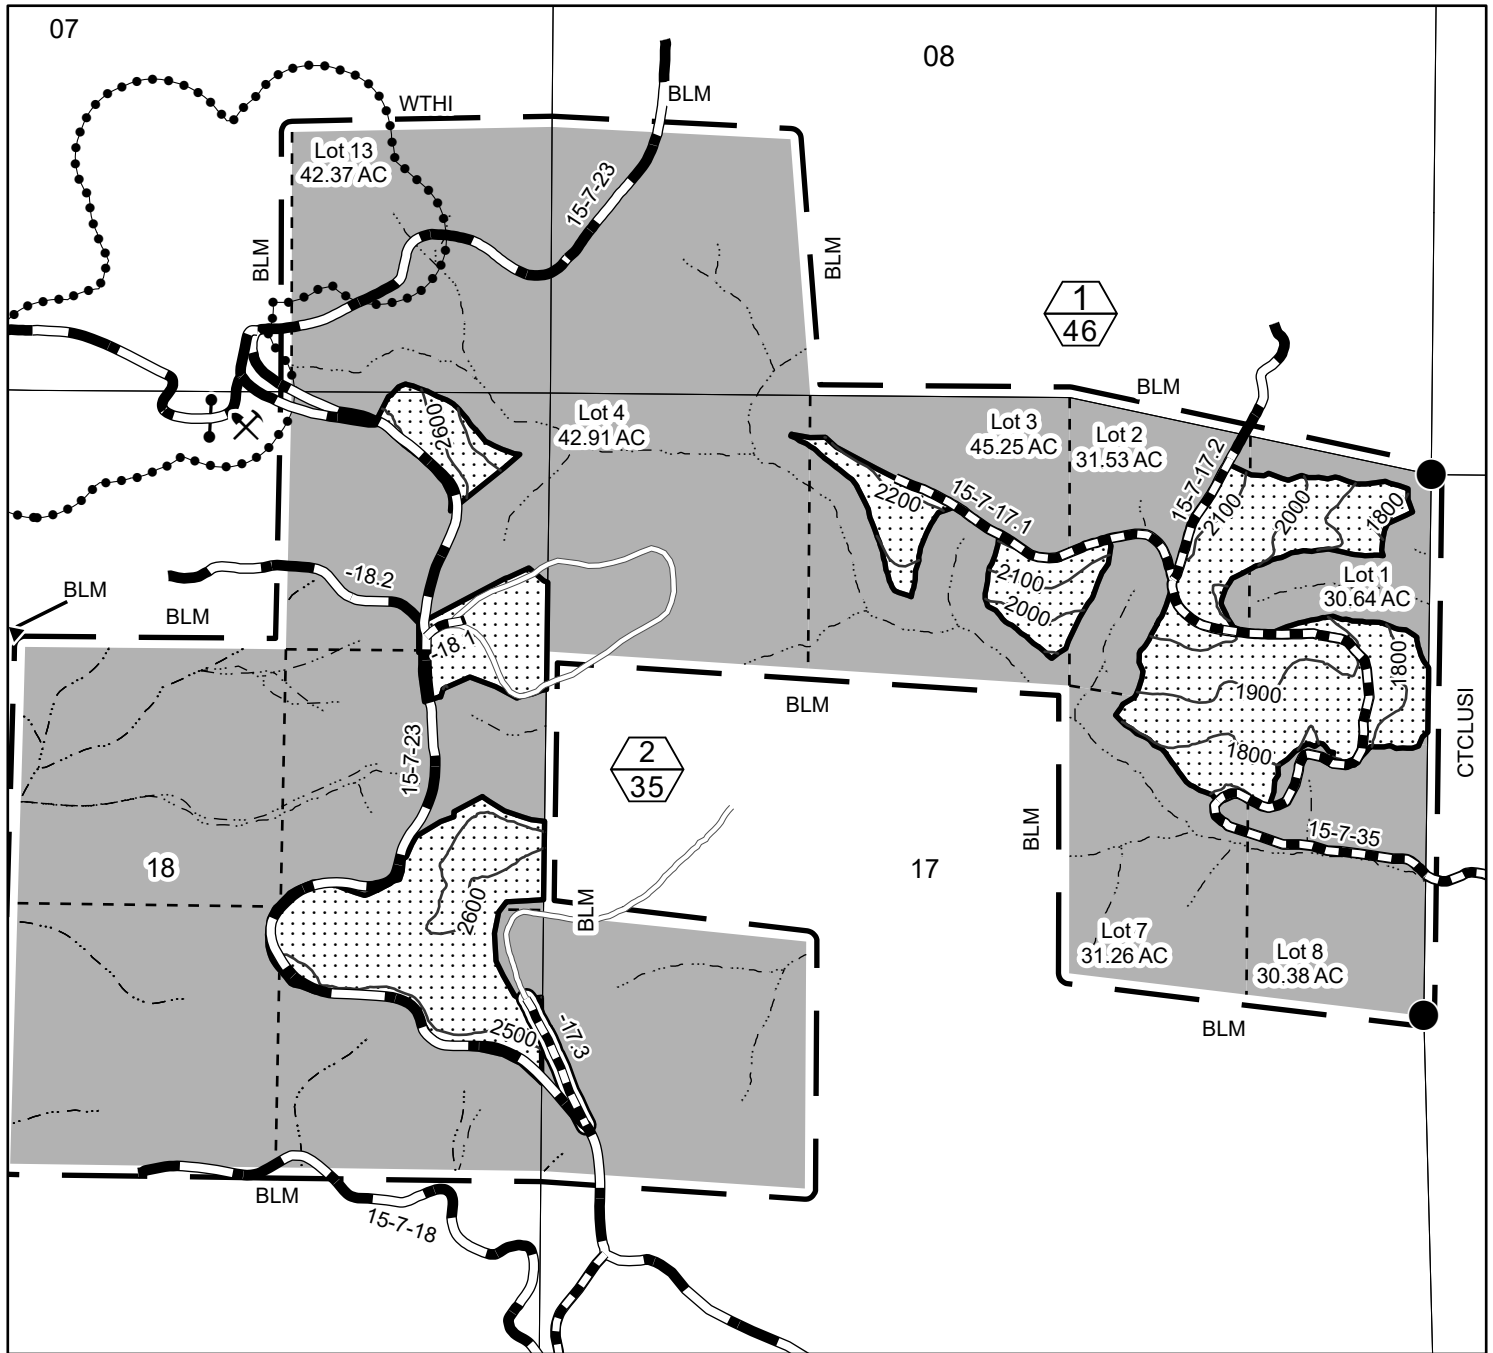 07
08
WTHI
BLM
Lot 13
42.37 AC
15-7-23
BLM
BLM
1
46
BLM
2600
Lot 4
42.91 AC
Lot 3
45.25 AC
Lot 2
31.53 AC
15-7-17.2
2200
15-7-17.1
2100
2000
1800
2100
2000
Lot 1
30.64 AC
-18.2
BLM
BLM
-18.1
1800
1900
1800
BLM
CTCLUSI
15-7-23
2
35
BLM
15-7-35
18
17
2600
BLM
Lot 7
31.26 AC
Lot 8
30.38 AC
2500
-17.3
BLM
BLM
15-7-18